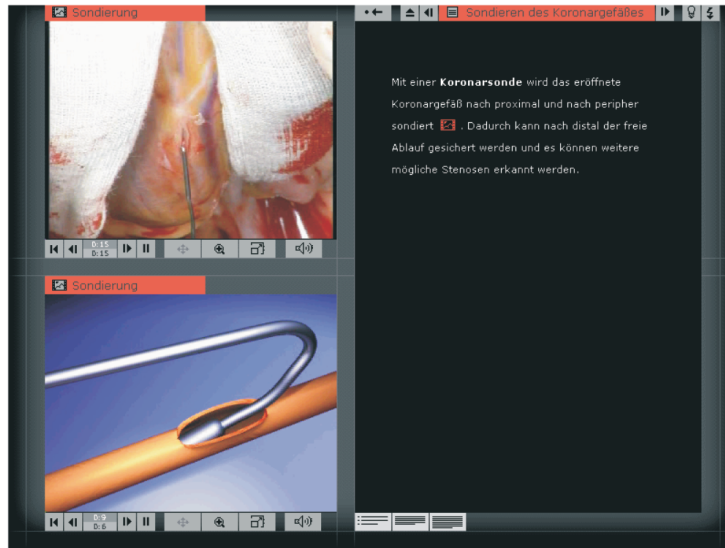 Sondierung
Sondieren des Koronargefäßes
Mit einer Koronarsonde wird das eröffnete
Koronargefäß nach proximal und nach peripher
sondiert . Dadurch kann nach distal der freie
Ablauf gesichert werden und es können weitere
mögliche Stenosen erkannt werden.
0:15
0:15
Sondierung
0:9
0:6